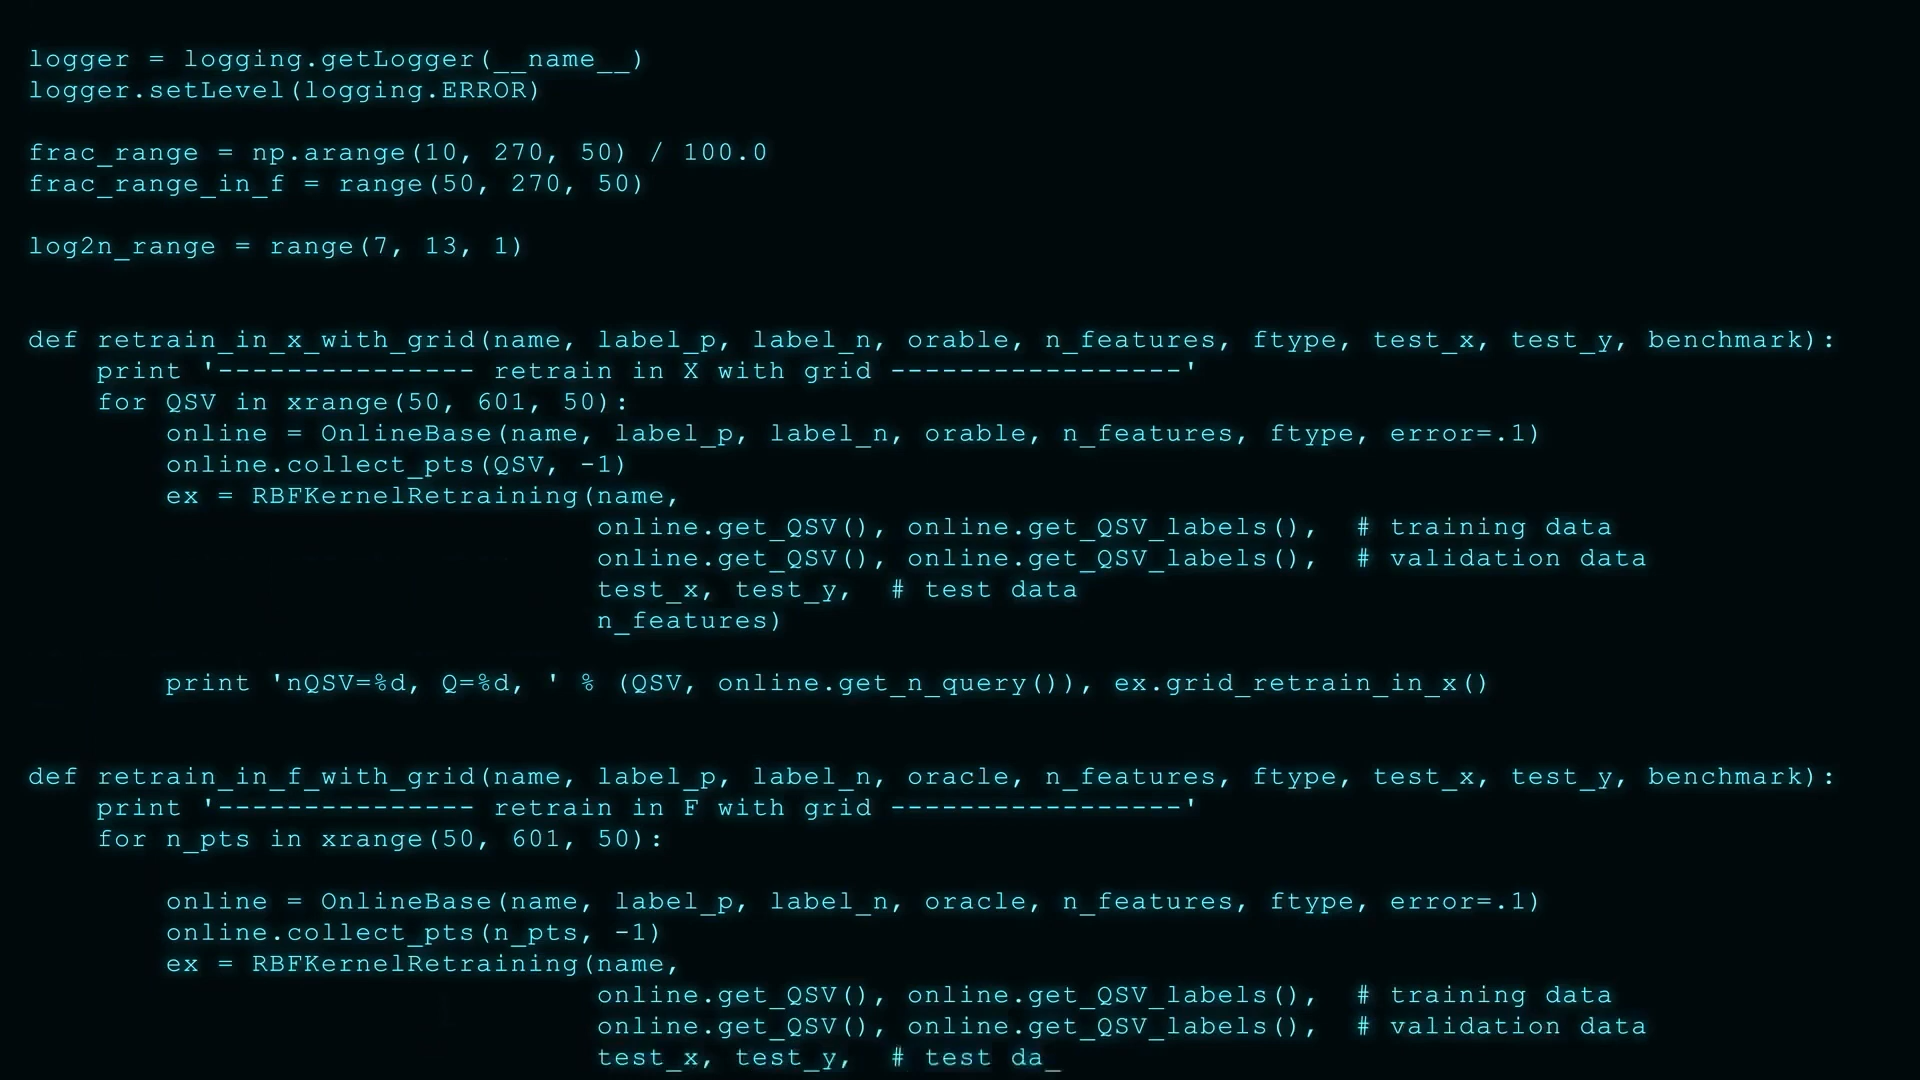 logger = logging.getLogger(__name__)
logger.setLevel(logging.ERROR)
frac_range = np.arange(10, 270, 50) / 100.0
frac_range_in_f = range(50, 270, 50)
log2n_range = range(7, 13, 1)
def retrain_in_x_with_grid(name, label_p, label_n, orable, n_features, ftype, test_x, test_y, benchmark):
    print '--------------- retrain in X with grid -----------------'
    for QSV in xrange(50, 601, 50):
        online = OnlineBase(name, label_p, label_n, orable, n_features, ftype, error=.1)
        online.collect_pts(QSV, -1)
        ex = RBFKernelRetraining(name,
                                 online.get_QSV(), online.get_QSV_labels(),  # training data
                                 online.get_QSV(), online.get_QSV_labels(),  # validation data
                                 test_x, test_y,  # test data
                                 n_features)
        print 'nQSV=%d, Q=%d, ' % (QSV, online.get_n_query()), ex.grid_retrain_in_x()
def retrain_in_f_with_grid(name, label_p, label_n, oracle, n_features, ftype, test_x, test_y, benchmark):
    print '--------------- retrain in F with grid -----------------'
    for n_pts in xrange(50, 601, 50):
        online = OnlineBase(name, label_p, label_n, oracle, n_features, ftype, error=.1)
        online.collect_pts(n_pts, -1)
        ex = RBFKernelRetraining(name,
                                 online.get_QSV(), online.get_QSV_labels(),  # training data
                                 online.get_QSV(), online.get_QSV_labels(),  # validation data
                                 test_x, test_y,  # test da_